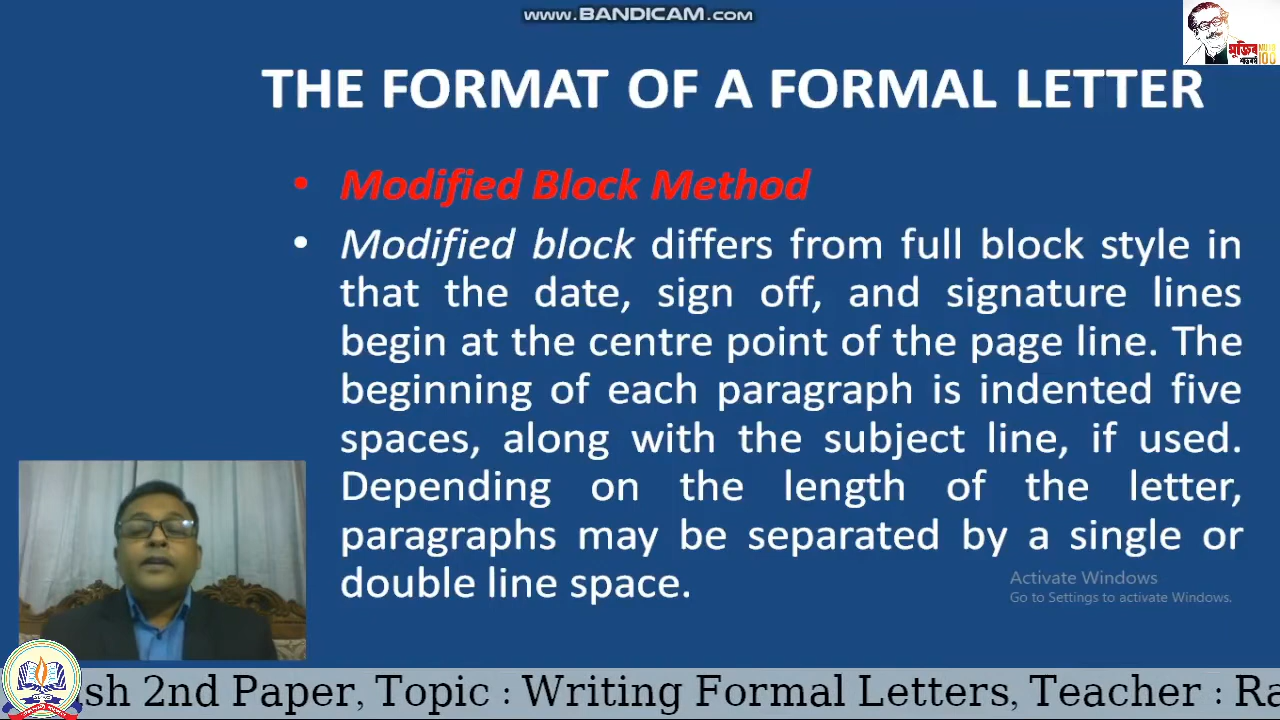 www.BANDICAM.com
মুজিব MUJIB
শতবর্ষ 100
THE FORMAT OF A FORMAL LETTER
• Modified Block Method
• Modified block differs from full block style in
that the date, sign off, and signature lines
begin at the centre point of the page line. The
beginning of each paragraph is indented five
spaces, along with the subject line, if used.
Depending on the length of the letter,
paragraphs may be separated by a single or
double line space.
Activate Windows
Go to Settings to activate Windows.
sh 2nd Paper, Topic : Writing Formal Letters, Teacher : Ra